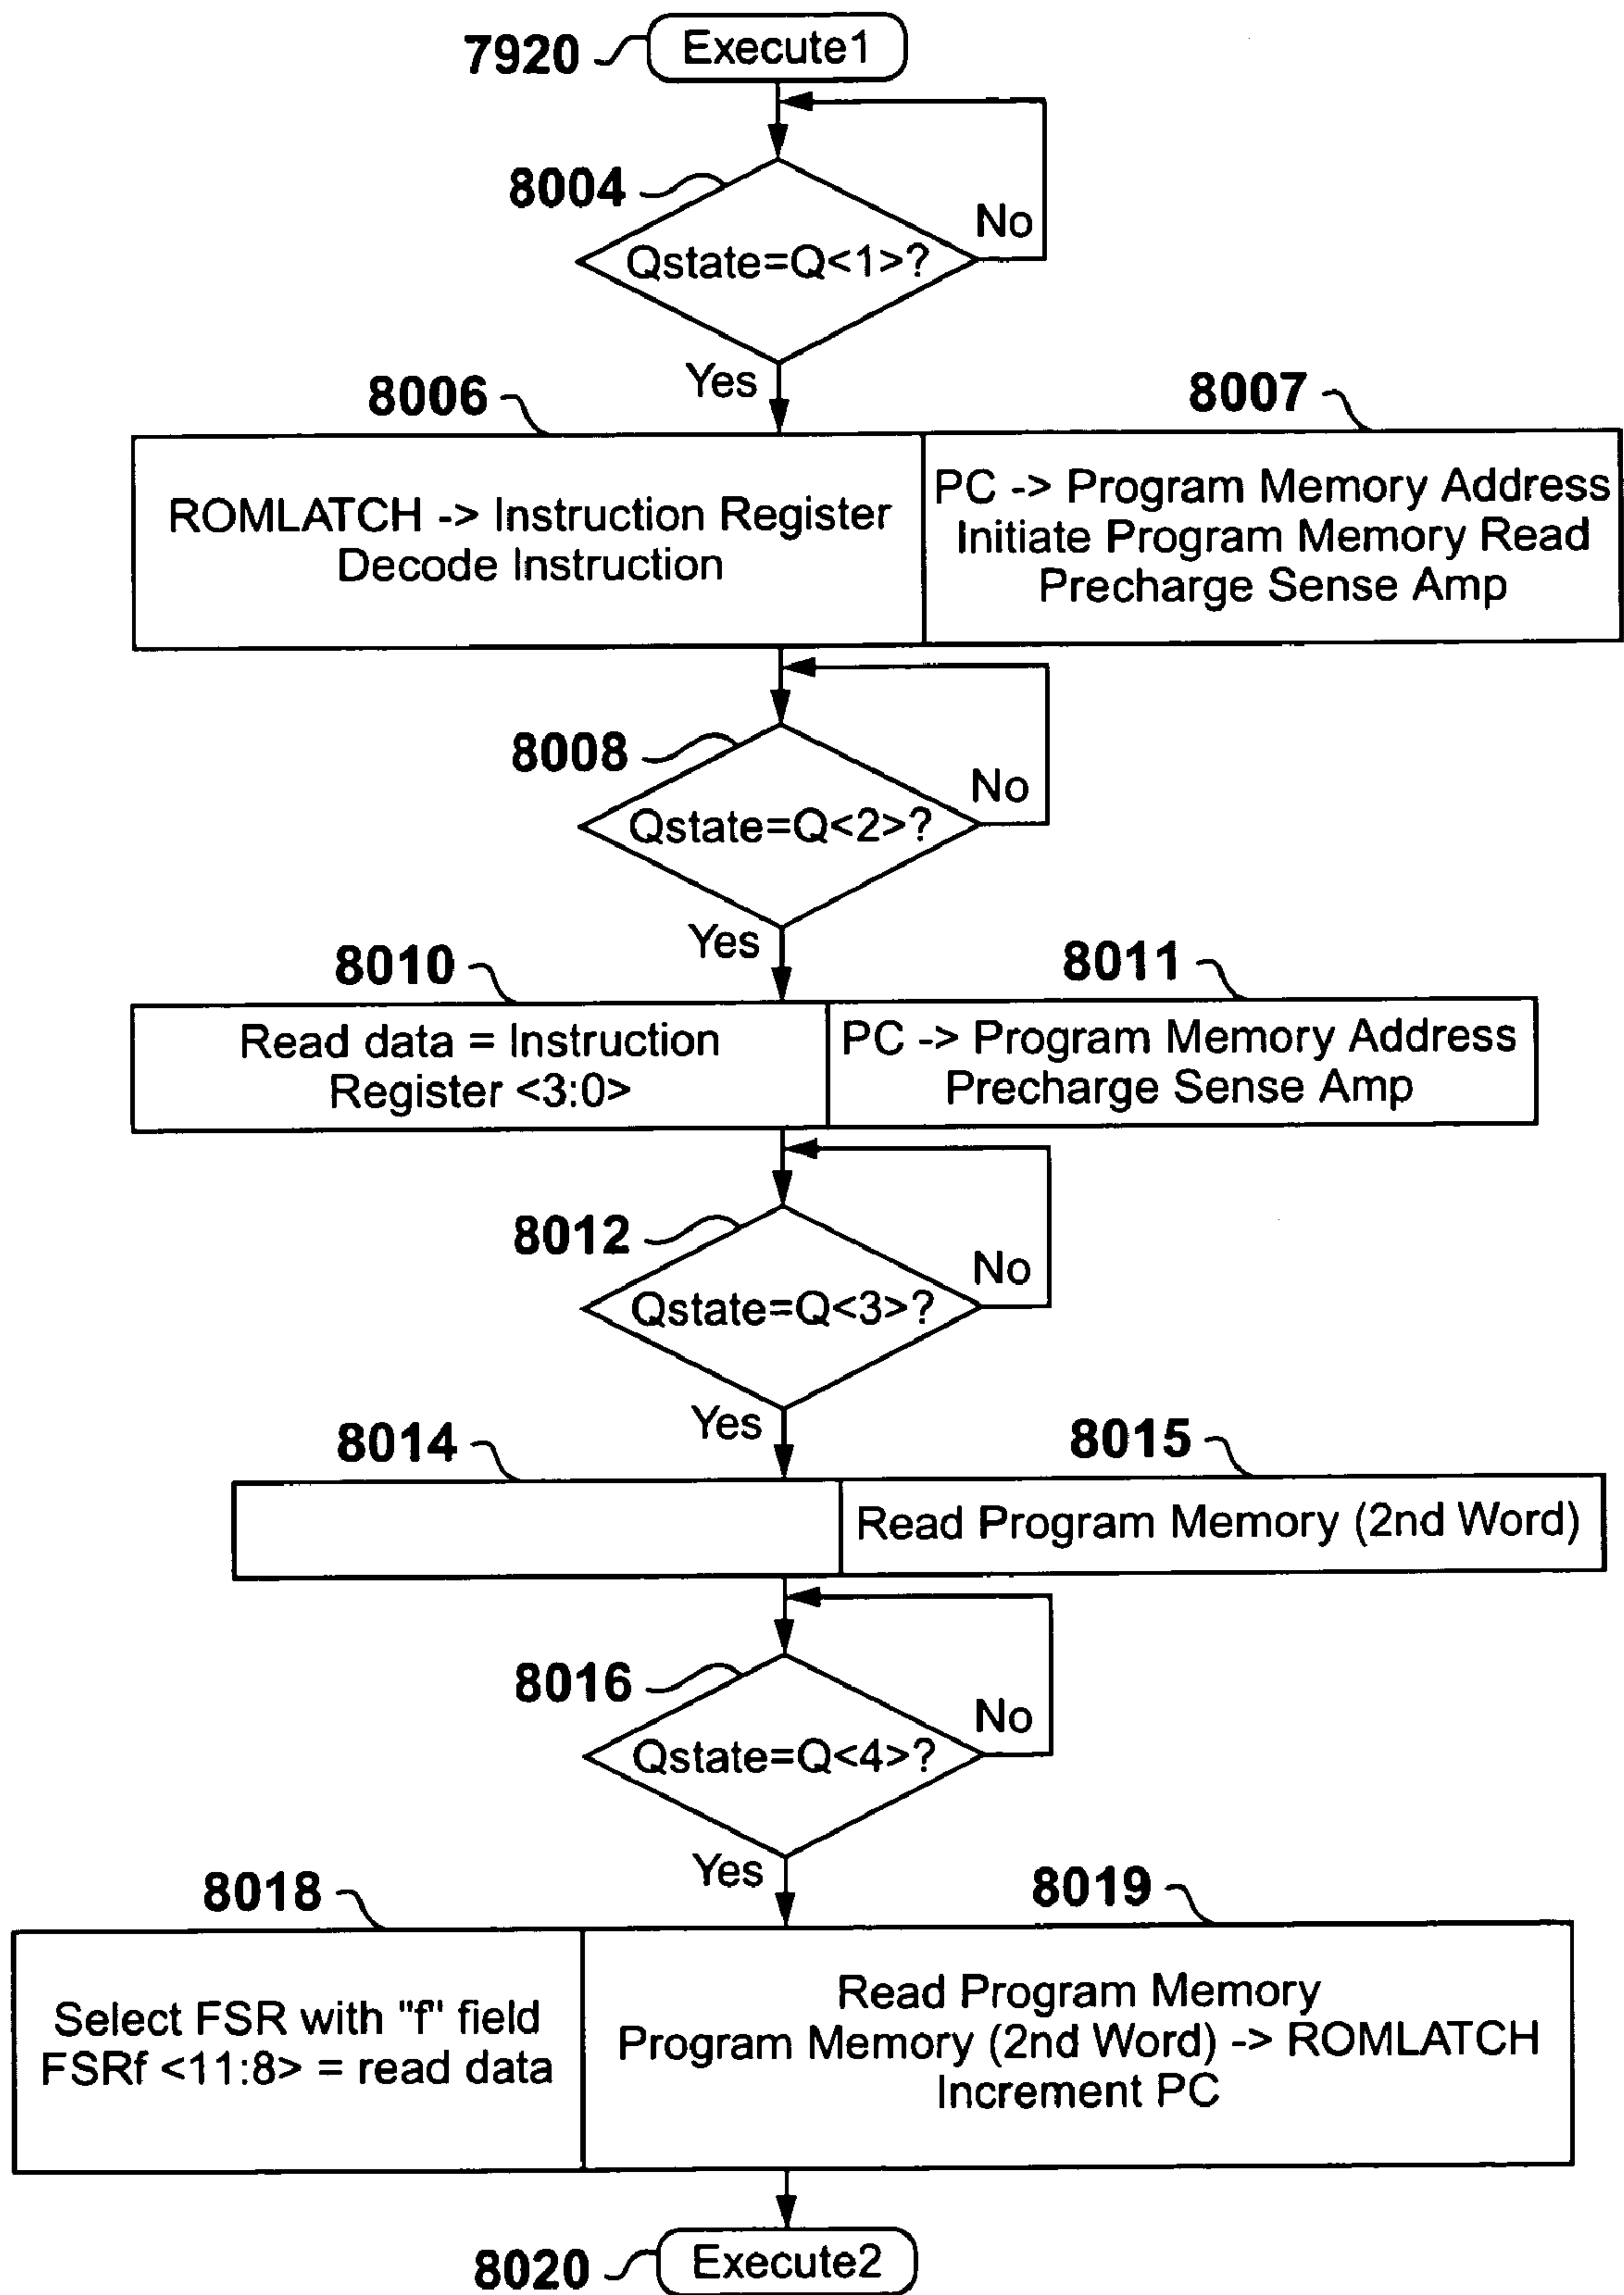 7920 Execute1
8004
No
Qstate=Q<1>?
Yes
8006
8007
ROMLATCH -> Instruction Register
Decode Instruction
PC -> Program Memory Address
Initiate Program Memory Read
Precharge Sense Amp
8008
No
Qstate=Q<2>?
Yes
8010
8011
Read data = Instruction
Register <3:0>
PC -> Program Memory Address
Precharge Sense Amp
8012
No
Qstate=Q<3>?
Yes
8014
8015
Read Program Memory (2nd Word)
8016
No
Qstate=Q<4>?
Yes
8018
8019
Select FSR with "f" field
FSRf <11:8> = read data
Read Program Memory
Program Memory (2nd Word) -> ROMLATCH
Increment PC
8020 Execute2